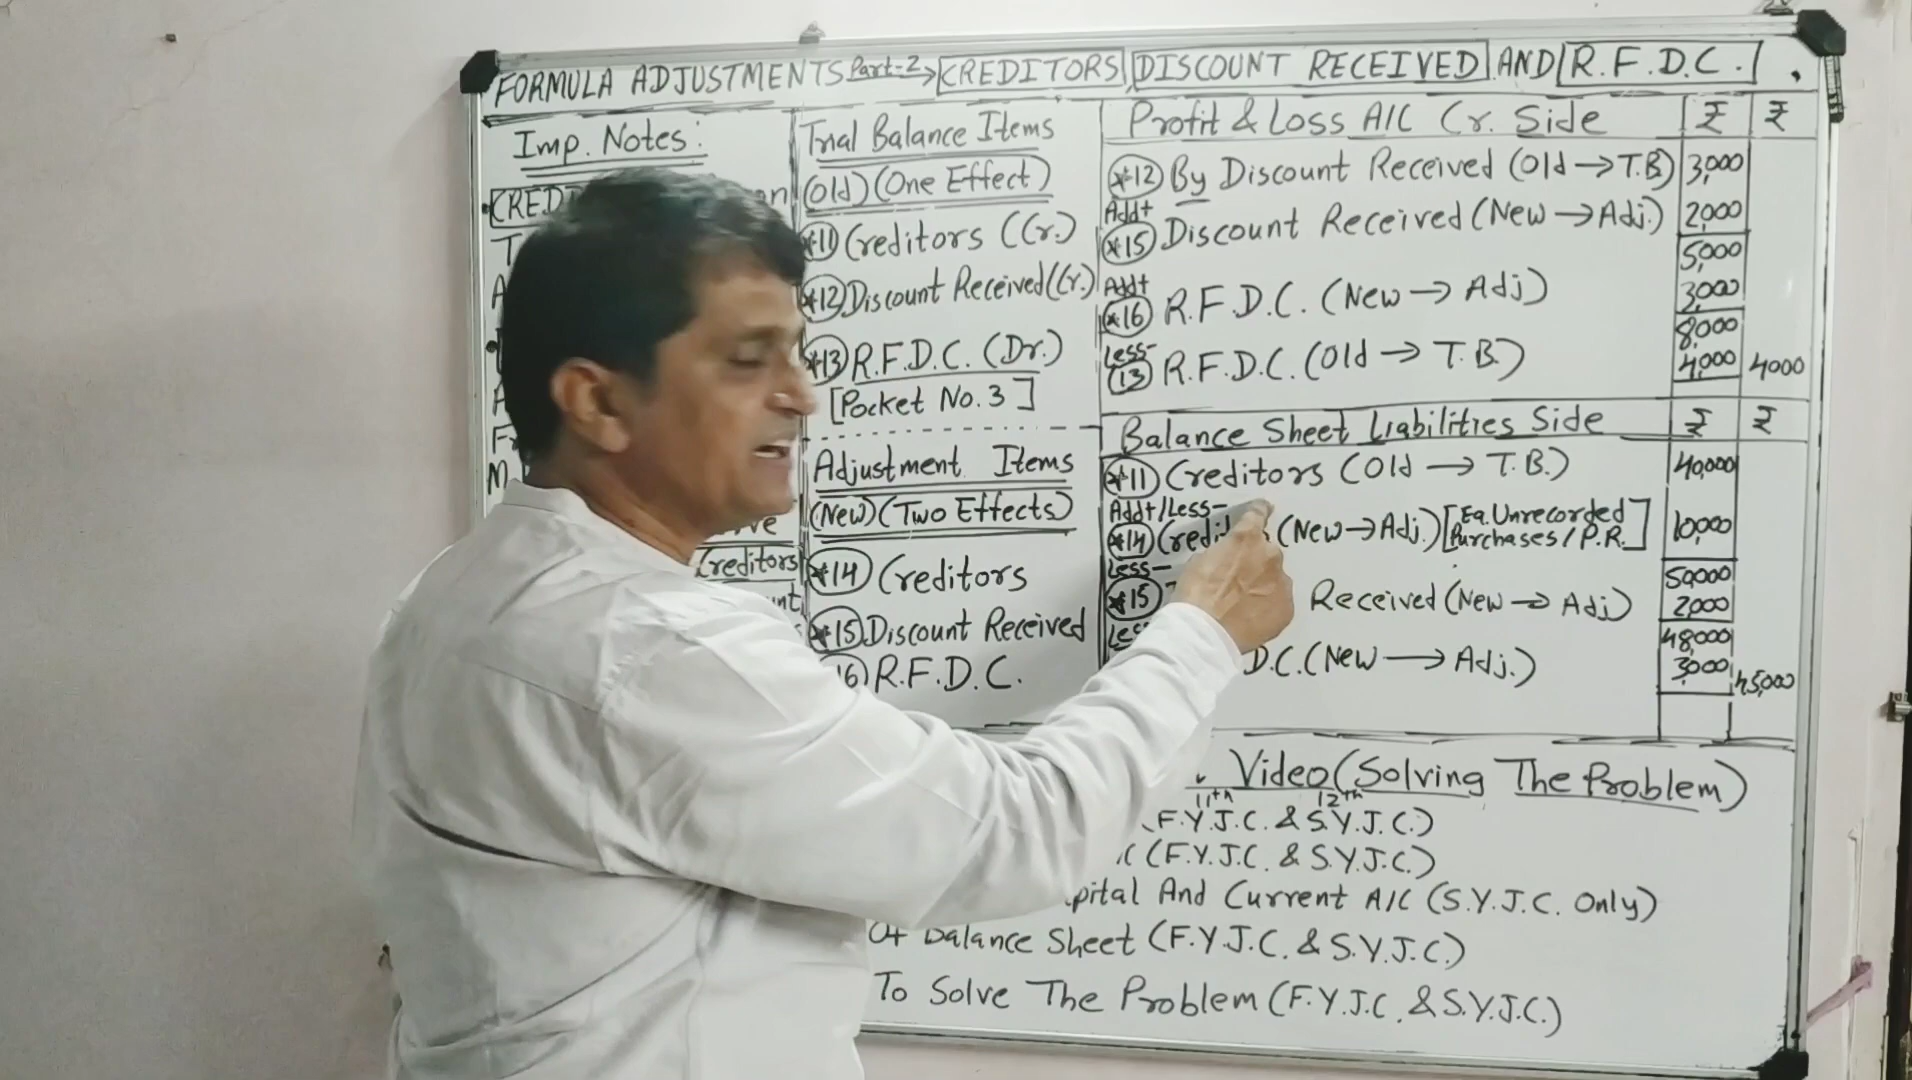 FORMULA ADJUSTMENTS Part-2 → CREDITORS DISCOUNT RECEIVED AND R.F.D.C.
Imp. Notes:
Creditors
Trial Balance Items
(Old) (One Effect)
*11 Creditors (Cr.)
*12 Discount Received (Cr.)
*13 R.F.D.C. (Dr.)
[Pocket No. 3]
Adjustment Items
(New) (Two Effects)
*14 Creditors
*15 Discount Received
16) R.F.D.C.
Profit & Loss A/C Cr. Side ₹ ₹
*12 By Discount Received (Old → T.B) 3,000
Add+
*15 Discount Received (New → Adj.) 2,000
5,000
Add+
*16 R.F.D.C. (New → Adj) 3,000
8,000
Less-
13 R.F.D.C. (Old → T.B.) 4,000 4000
Balance Sheet Liabilities Side ₹ ₹
*11 Creditors (Old → T.B.) 40,000
Add+/Less-
*14 (New → Adj.) [Eg. Unrecorded Purchases/P.R.] 10,000
50,000
Less-
*15 Received (New → Adj) 2,000
48,000
D.C. (New → Adj.) 3,000 45,000
Video (Solving The Problem)
11th 12th
F.Y.J.C. & S.Y.J.C.)
(F.Y.J.C. & S.Y.J.C.)
And Current A/C (S.Y.J.C. Only)
Of Balance Sheet (F.Y.J.C. & S.Y.J.C.)
To Solve The Problem (F.Y.J.C. & S.Y.J.C.)